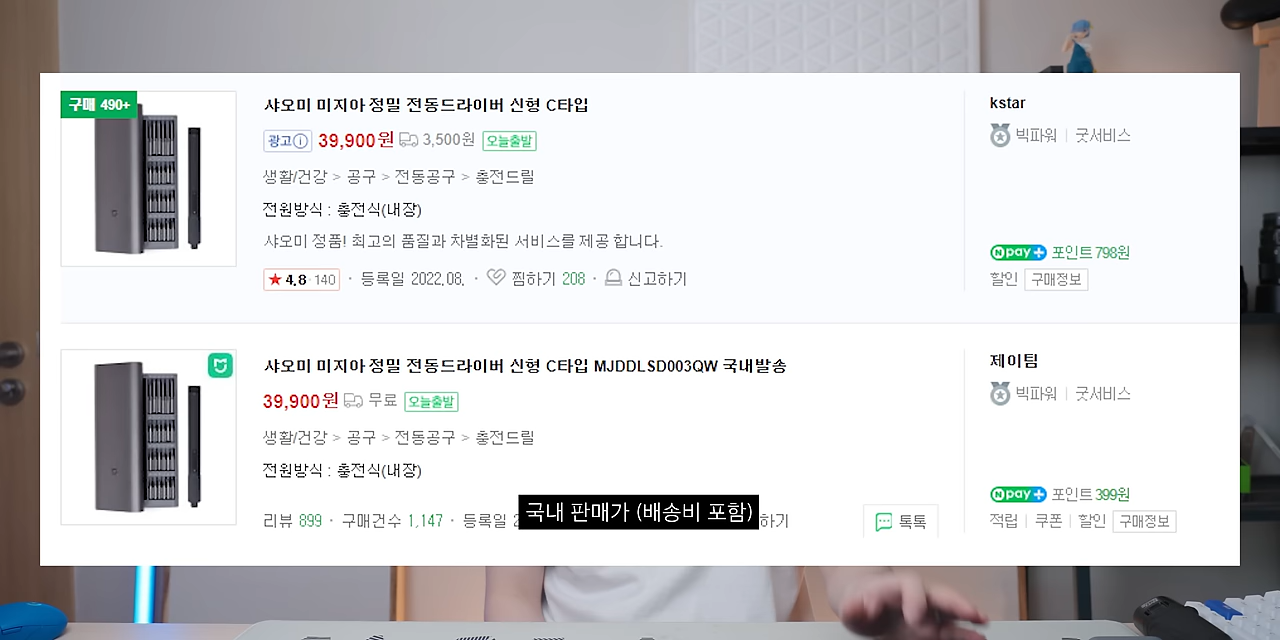 구매 490+
샤오미 미지아 정밀 전동드라이버 신형 C타입
광고 39,900원 3,500원 오늘출발
생활/건강 > 공구 > 전동공구 > 충전드릴
전원방식 : 충전식(내장)
샤오미 정품! 최고의 품질과 차별화된 서비스를 제공 합니다.
★ 4.8 · 140 · 등록일 2022.08. · 찜하기 208 · 신고하기
kstar
빅파워 | 굿서비스
N pay+ 포인트 798원
할인 구매정보
샤오미 미지아 정밀 전동드라이버 신형 C타입 MJDDLSD003QW 국내발송
39,900원 무료 오늘출발
생활/건강 > 공구 > 전동공구 > 충전드릴
전원방식 : 충전식(내장)
리뷰 899 · 구매건수 1,147 · 등록일 2
국내 판매가 (배송비 포함)
하기
톡톡
제이팀
빅파워 | 굿서비스
N pay+ 포인트 399원
적립 | 쿠폰 | 할인 구매정보